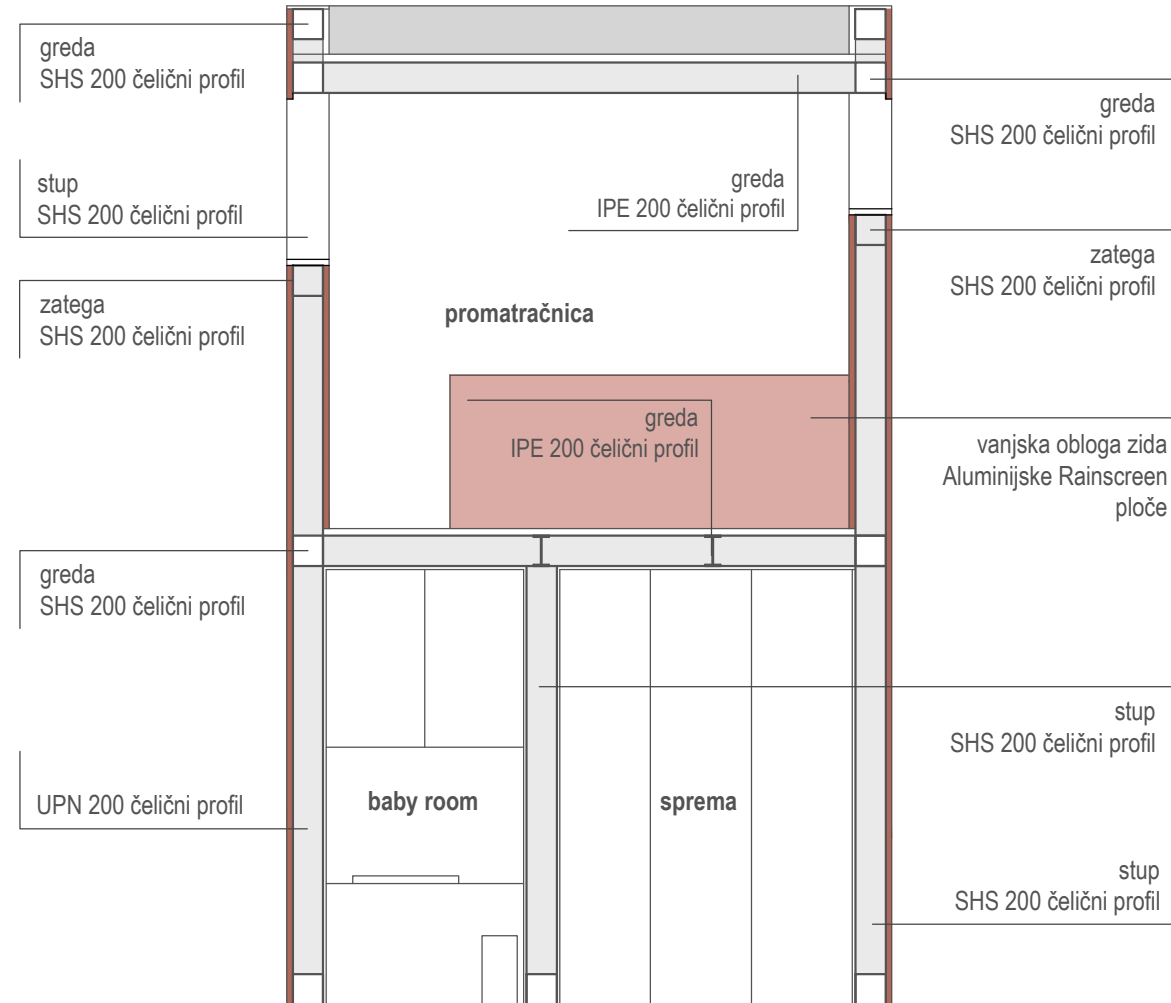 greda
SHS 200 čelični profil
stup
SHS 200 čelični profil
zatega
SHS 200 čelični profil
greda
SHS 200 čelični profil
UPN 200 čelični profil
greda
IPE 200 čelični profil
promatračnica
greda
IPE 200 čelični profil
baby room
sprema
greda
SHS 200 čelični profil
zatega
SHS 200 čelični profil
vanjska obloga zida
Aluminijske Rainscreen
ploče
stup
SHS 200 čelični profil
stup
SHS 200 čelični profil